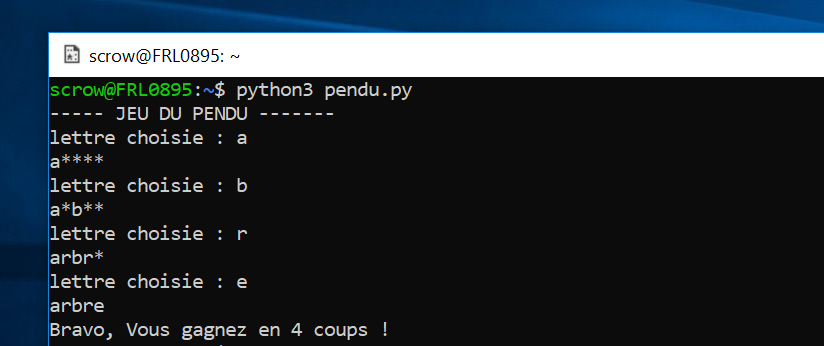 scrow@FRL0895: ~
scrow@FRL0895:~$ python3 pendu.py
----- JEU DU PENDU -------
lettre choisie : a
a****
lettre choisie : b
a*b**
lettre choisie : r
arbr*
lettre choisie : e
arbre
Bravo, Vous gagnez en 4 coups !